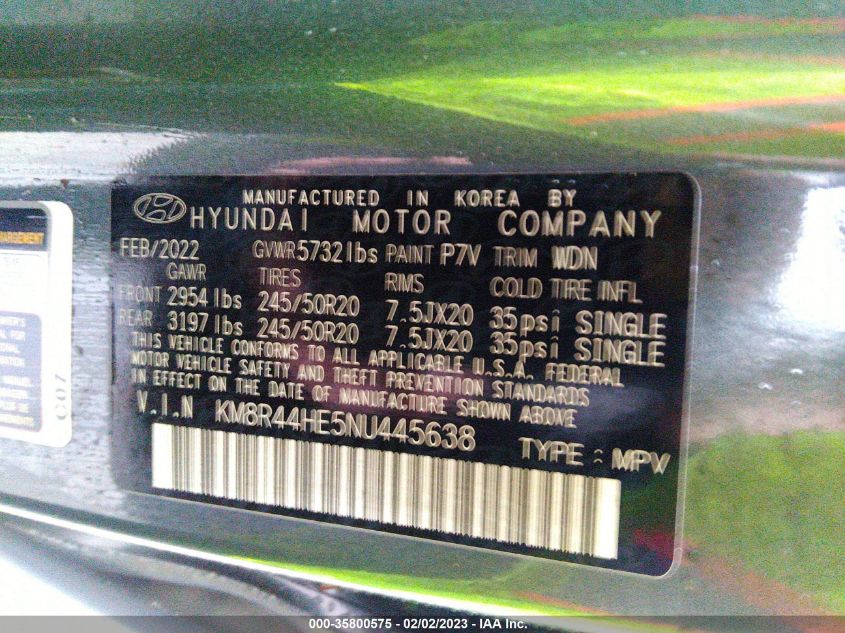 MANUFACTURED IN KOREA BY
HYUNDAI MOTOR COMPANY
FEB/2022 GVWR 5732 lbs PAINT P7V TRIM WDN
GAWR TIRES RIMS COLD TIRE INFL
FRONT 2954 lbs 245/50R20 7.5JX20 35psi SINGLE
REAR 3197 lbs 245/50R20 7.5JX20 35psi SINGLE
THIS VEHICLE CONFORMS TO ALL APPLICABLE U.S.A. FEDERAL
MOTOR VEHICLE SAFETY AND THEFT PREVENTION STANDARDS
IN EFFECT ON THE DATE OF MANUFACTURE SHOWN ABOVE
V.I.N KM8R44HE5NU445638 TYPE : MPV
C07
000-35800575 - 02/02/2023 - IAA Inc.